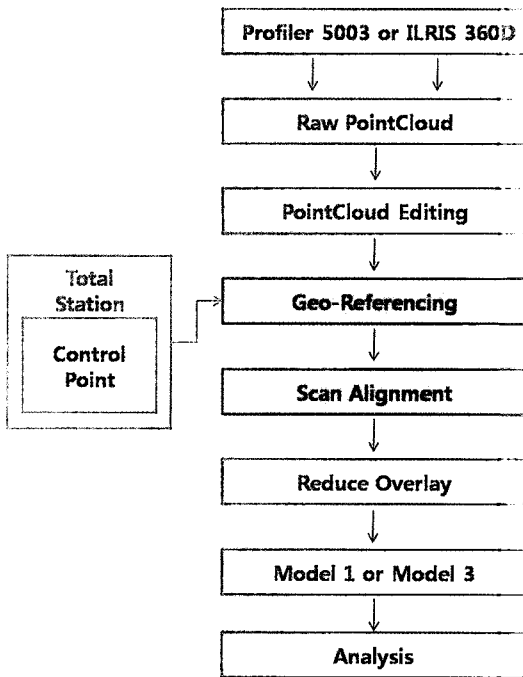 Profiler 5003 or ILRIS 360D
Raw PointCloud
PointCloud Editing
Total
Station
Control
Point
Geo-Referencing
Scan Alignment
Reduce Overlay
Model 1 or Model 3
Analysis